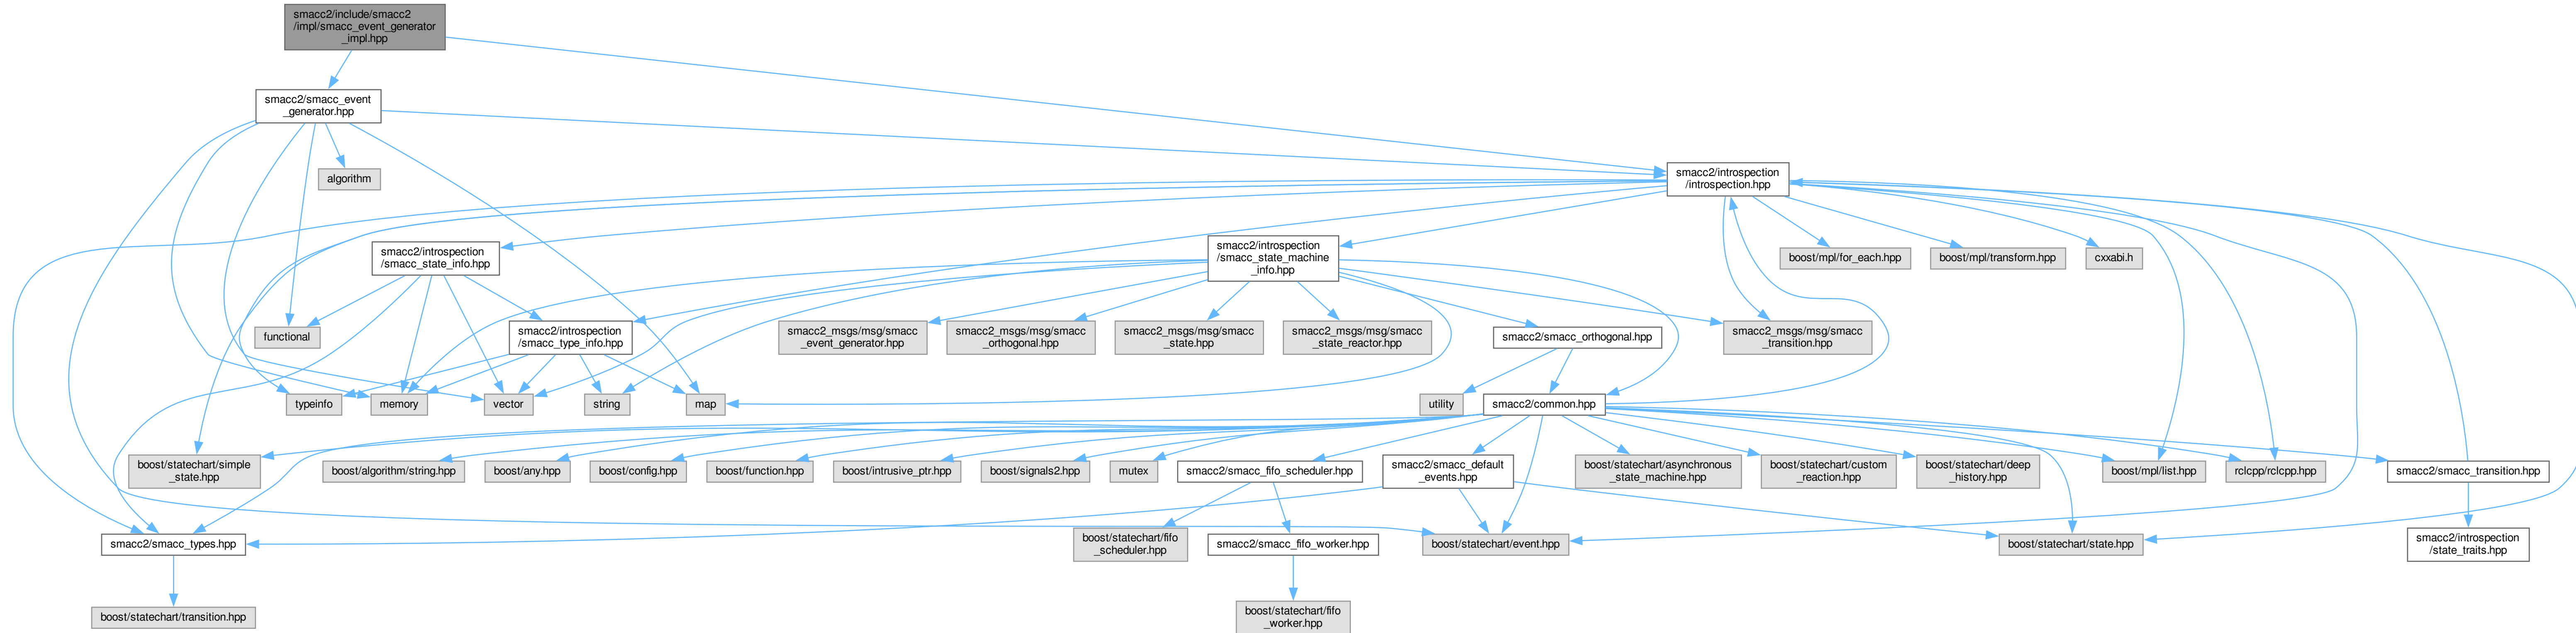 smacc2/include/smacc2
/impl/smacc_event_generator
_impl.hpp
smacc2/smacc_event
_generator.hpp
algorithm
smacc2/introspection
/introspection.hpp
smacc2/introspection
/smacc_state_info.hpp
smacc2/introspection
/smacc_state_machine
_info.hpp
boost/mpl/for_each.hpp
boost/mpl/transform.hpp
cxxabi.h
functional
smacc2/introspection
/smacc_type_info.hpp
smacc2_msgs/msg/smacc
_event_generator.hpp
smacc2_msgs/msg/smacc
_orthogonal.hpp
smacc2_msgs/msg/smacc
_state.hpp
smacc2_msgs/msg/smacc
_state_reactor.hpp
smacc2/smacc_orthogonal.hpp
smacc2_msgs/msg/smacc
_transition.hpp
typeinfo
memory
vector
string
map
utility
smacc2/common.hpp
boost/statechart/simple
_state.hpp
boost/algorithm/string.hpp
boost/any.hpp
boost/config.hpp
boost/function.hpp
boost/intrusive_ptr.hpp
boost/signals2.hpp
mutex
smacc2/smacc_fifo_scheduler.hpp
smacc2/smacc_default
_events.hpp
boost/statechart/asynchronous
_state_machine.hpp
boost/statechart/custom
_reaction.hpp
boost/statechart/deep
_history.hpp
boost/mpl/list.hpp
rclcpp/rclcpp.hpp
smacc2/smacc_transition.hpp
smacc2/smacc_types.hpp
boost/statechart/fifo
_scheduler.hpp
smacc2/smacc_fifo_worker.hpp
boost/statechart/event.hpp
boost/statechart/state.hpp
smacc2/introspection
/state_traits.hpp
boost/statechart/transition.hpp
boost/statechart/fifo
_worker.hpp